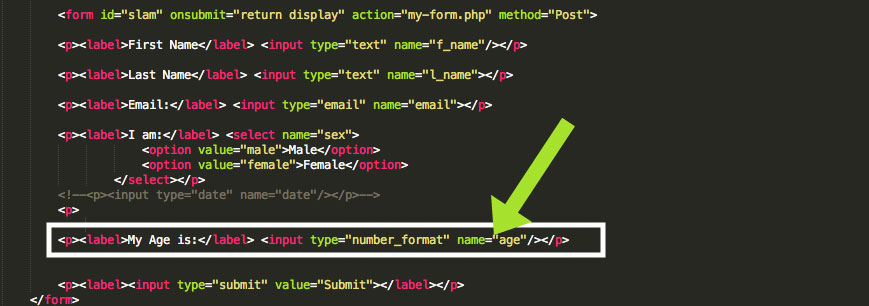 <form id="slam" onsubmit="return display" action="my-form.php" method="Post">
<p><label>First Name</label> <input type="text" name="f_name"/></p>
<p><label>Last Name</label> <input type="text" name="l_name"></p>
<p><label>Email:</label> <input type="email" name="email"></p>
<p><label>I am:</label> <select name="sex">
<option value="male">Male</option>
<option value="female">Female</option>
</select></p>
<!--<p><input type="date" name="date"/></p>-->
<p>
<p><label>My Age is:</label> <input type="number_format" name="age"/></p>
<p><label><input type="submit" value="Submit"></label></p>
</form>